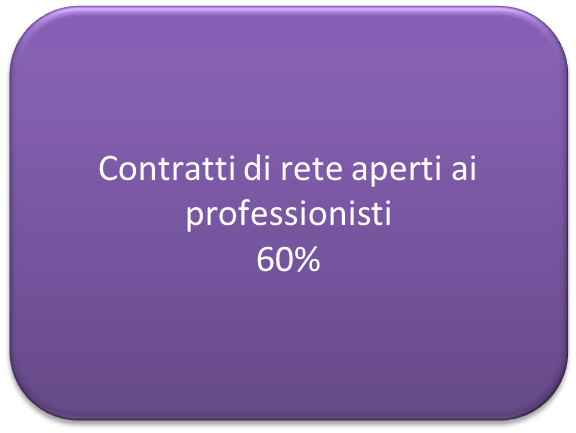 Contratti di rete aperti ai
professionisti
60%